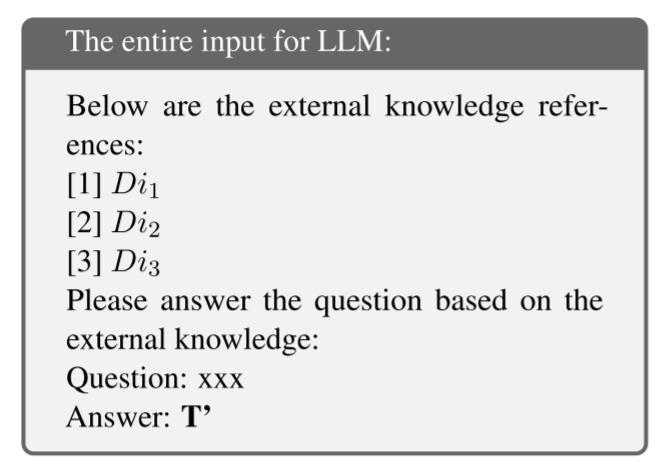 The entire input for LLM:
Below are the external knowledge refer-
ences:
[1] Di₁
[2] Di₂
[3] Di₃
Please answer the question based on the
external knowledge:
Question: xxx
Answer: T’